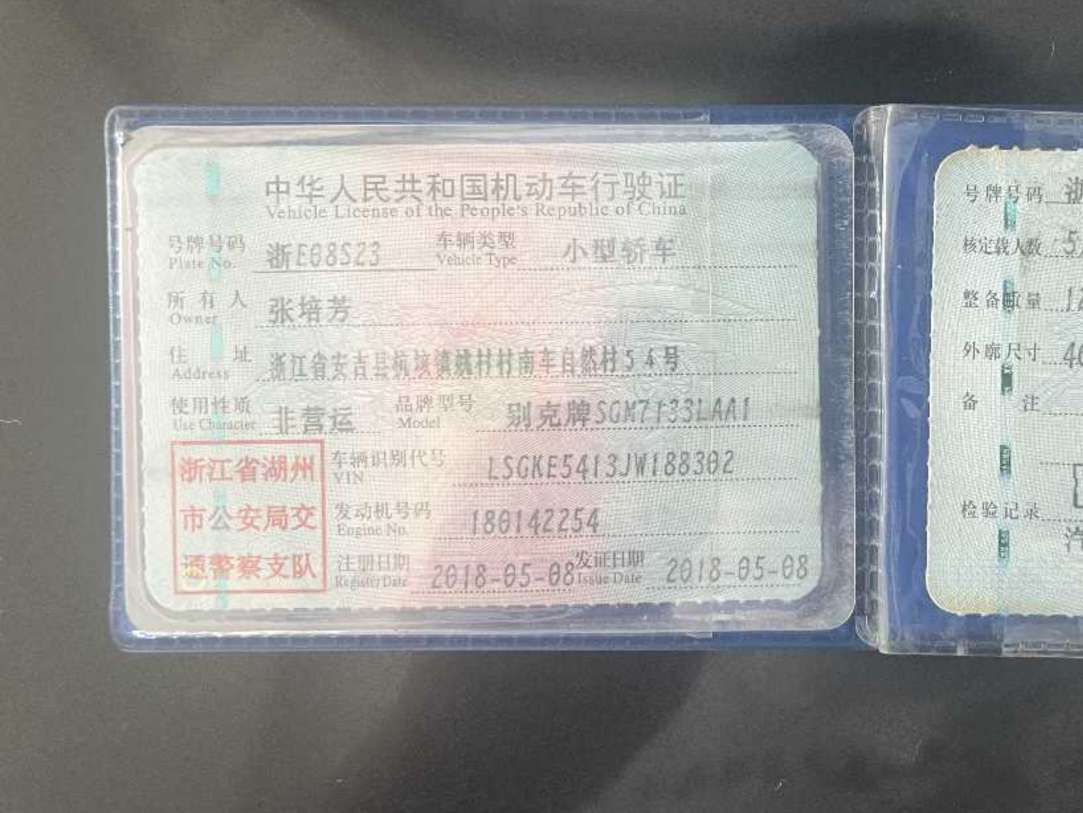 中华人民共和国机动车行驶证
Vehicle License of the People's Republic of China
号牌号码 浙E08S23 车辆类型 小型轿车
Plate No. Vehicle Type
所有人 张培芳
Owner
住址 浙江省安吉县杭垓镇姚村村南车自然村54号
Address
使用性质 非营运 品牌型号 别克牌SGM7133LAA1
Use Character Model
浙江省湖州
市公安局交
通警察支队
车辆识别代号 LSGKE5413JW188302
VIN
发动机号码 180142254
Engine No.
注册日期 2018-05-08 发证日期 2018-05-08
Register Date Issue Date
号牌号码 浙
核定载人数 5
整备质量
外廓尺寸
备注
检验记录